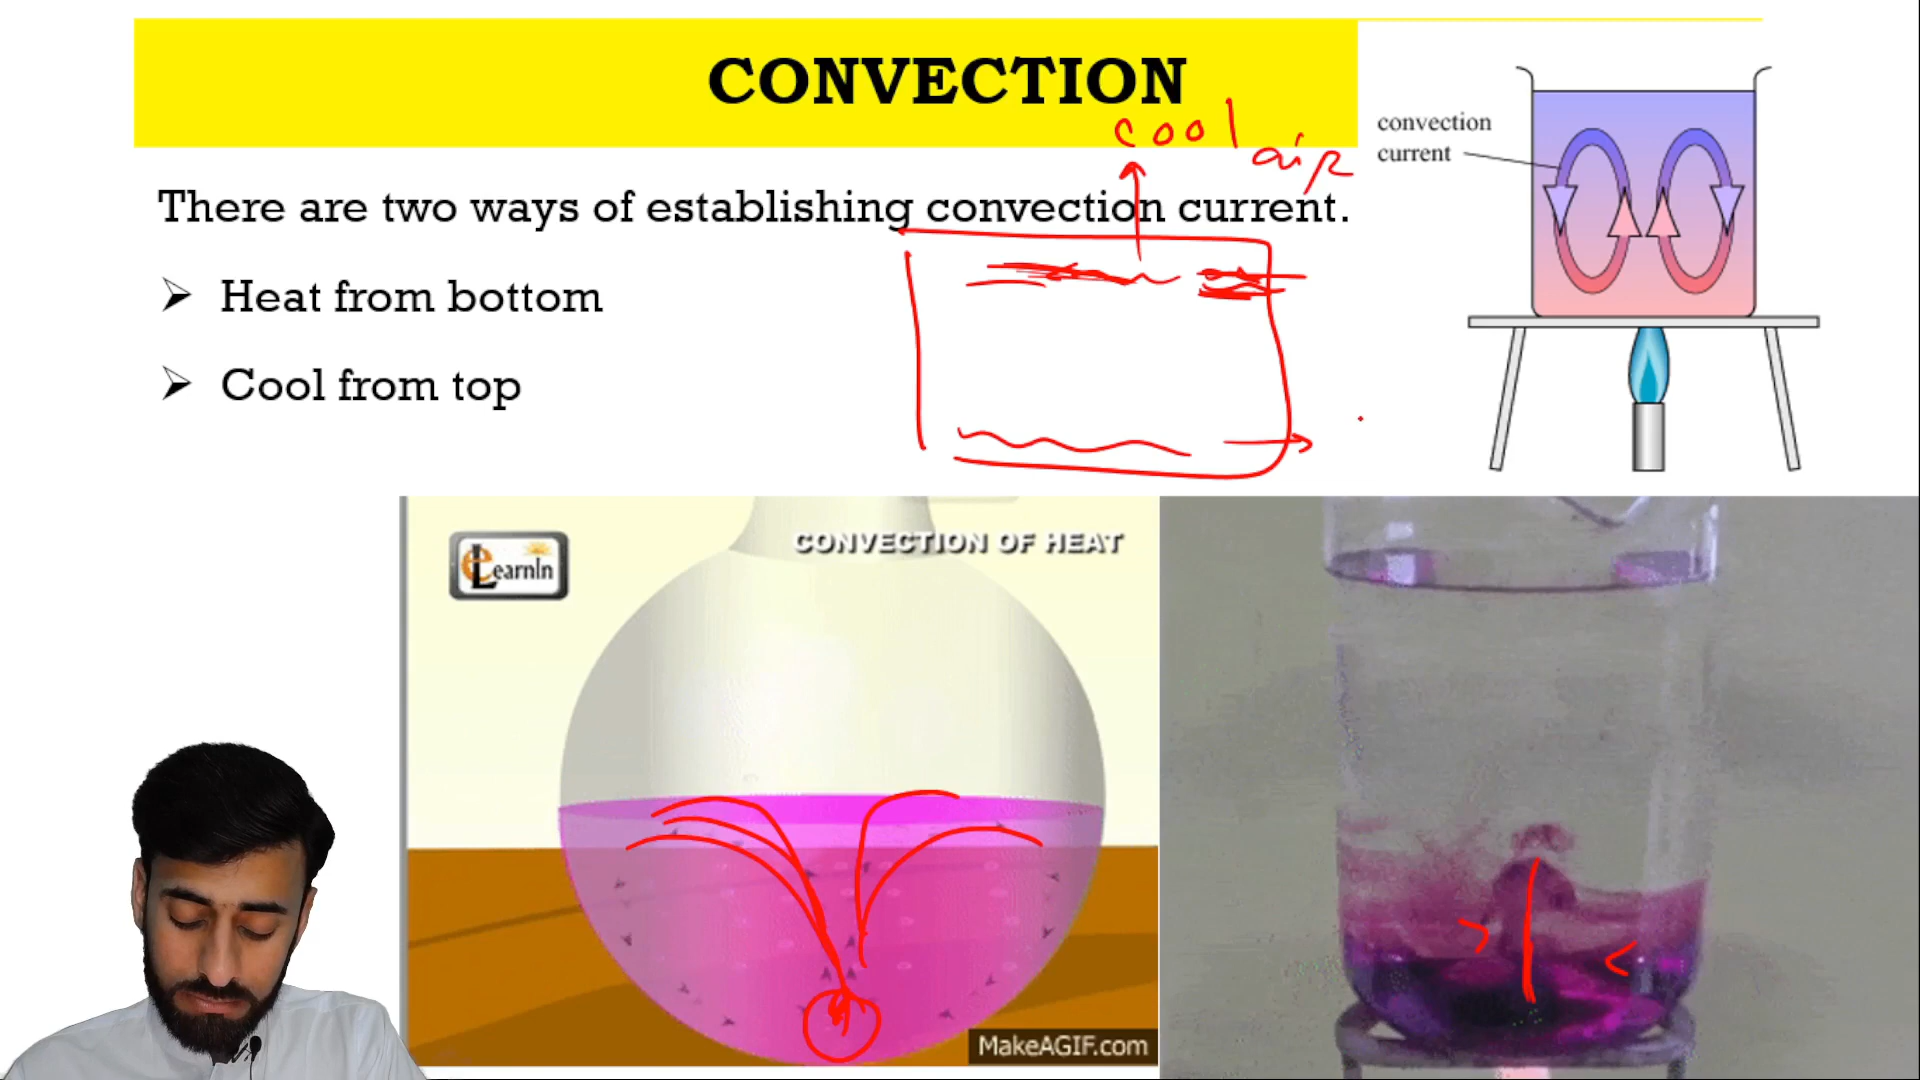 CONVECTION
cool
air
convection
current
There are two ways of establishing convection current.
Heat from bottom
Cool from top
eLearnIn
CONVECTION OF HEAT
MakeAGIF.com